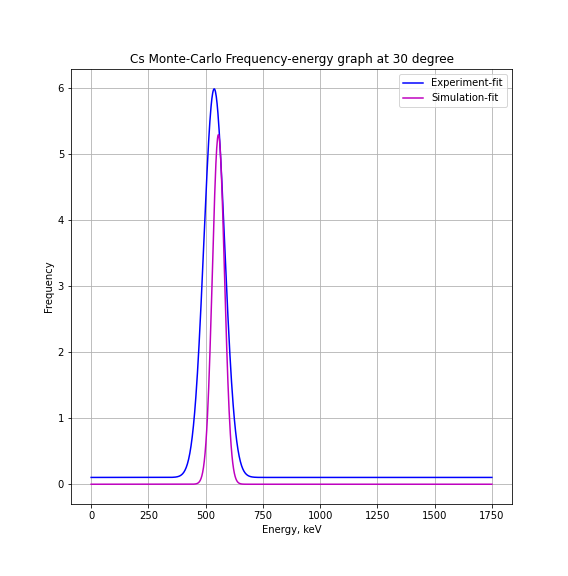 Cs Monte-Carlo Frequency-energy graph at 30 degree
Experiment-fit
Simulation-fit
6
5
4
3
2
1
0
Frequency
0 250 500 750 1000 1250 1500 1750
Energy, keV